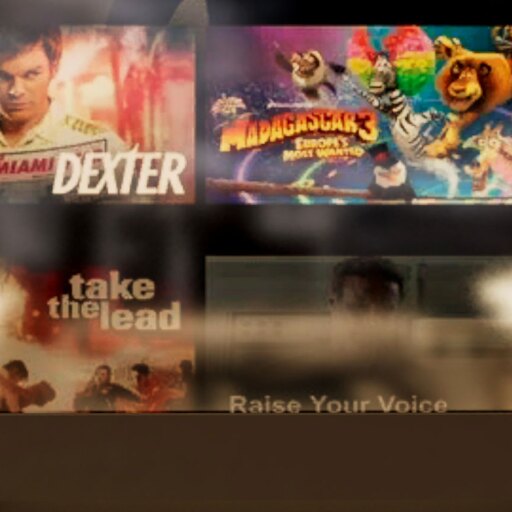 MIAMI
DEXTER
MADAGASCAR 3
EUROPE'S
MOST WANTED
take
the lead
Raise Your Voice